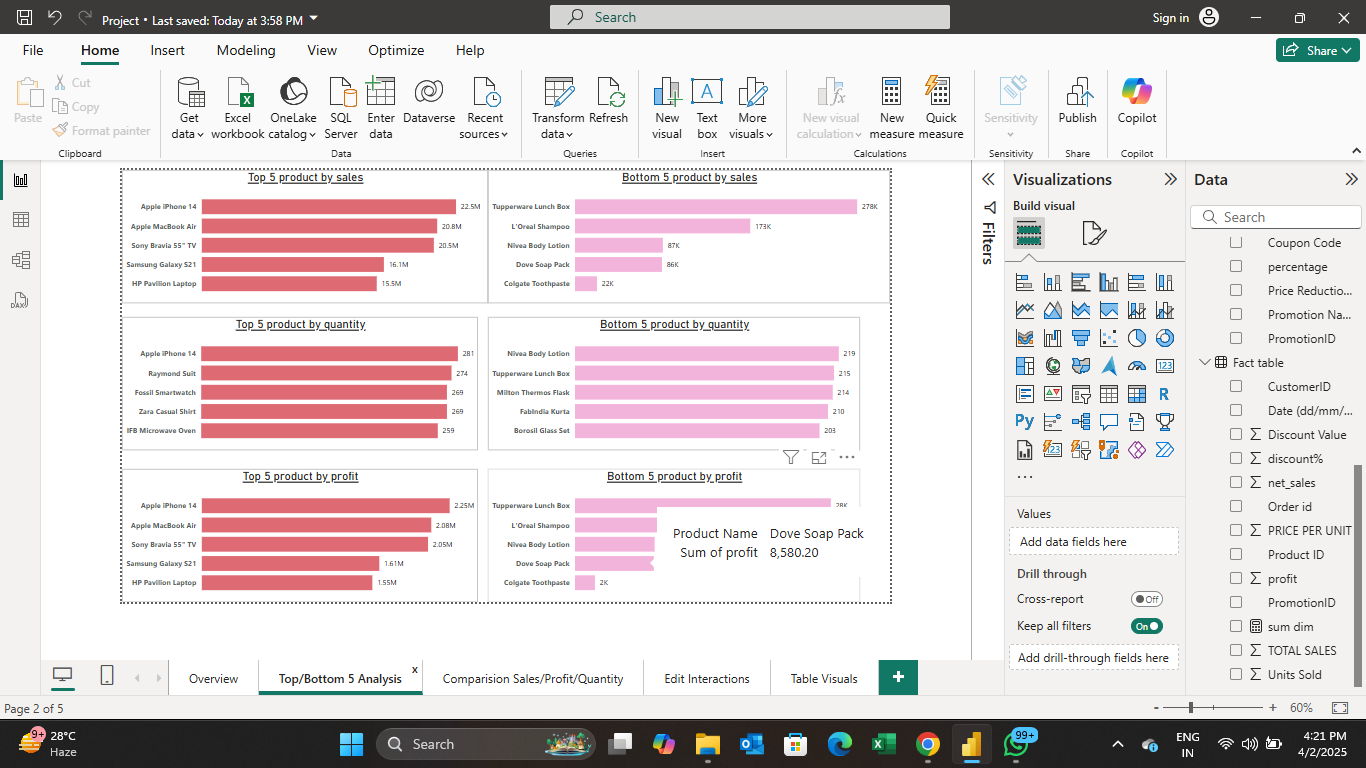 Project • Last saved: Today at 3:58 PM
Search
Sign in
File
Home
Insert
Modeling
View
Optimize
Help
Share
Paste
Cut
Copy
Format painter
Clipboard
Get data
Excel workbook
OneLake catalog
SQL Server
Enter data
Dataverse
Recent sources
Data
Transform data
Refresh
Queries
New visual
Text box
More visuals
Insert
New visual calculation
New measure
Quick measure
Calculations
Sensitivity
Sensitivity
Publish
Share
Copilot
Copilot
Top 5 product by sales
Apple iPhone 14 22.5M
Apple MacBook Air 20.8M
Sony Bravia 55" TV 20.5M
Samsung Galaxy S21 16.1M
HP Pavilion Laptop 15.5M
Bottom 5 product by sales
Tupperware Lunch Box 278K
L'Oreal Shampoo 173K
Nivea Body Lotion 87K
Dove Soap Pack 86K
Colgate Toothpaste 22K
Top 5 product by quantity
Apple iPhone 14 281
Raymond Suit 274
Fossil Smartwatch 269
Zara Casual Shirt 269
IFB Microwave Oven 259
Bottom 5 product by quantity
Nivea Body Lotion 219
Tupperware Lunch Box 215
Milton Thermos Flask 214
FabIndia Kurta 210
Borosil Glass Set 203
Top 5 product by profit
Apple iPhone 14 2.25M
Apple MacBook Air 2.08M
Sony Bravia 55" TV 2.05M
Samsung Galaxy S21 1.61M
HP Pavilion Laptop 1.55M
Bottom 5 product by profit
Tupperware Lunch Box 28K
L'Oreal Shampoo
Nivea Body Lotion
Dove Soap Pack
Colgate Toothpaste 2K
Product Name Dove Soap Pack
Sum of profit 8,580.20
Filters
Visualizations
Build visual
123
R
Py
123
Values
Add data fields here
Drill through
Cross-report
Off
Keep all filters
On
Add drill-through fields here
Data
Search
Coupon Code
percentage
Price Reductio...
Promotion Na...
PromotionID
Fact table
CustomerID
Date (dd/mm/...
Discount Value
discount%
net_sales
Order id
PRICE PER UNIT
Product ID
profit
PromotionID
sum dim
TOTAL SALES
Units Sold
Overview
Top/Bottom 5 Analysis
Comparision Sales/Profit/Quantity
Edit Interactions
Table Visuals
Page 2 of 5
60%
9+
28°C
Haze
Search
99+
ENG
IN
4:21 PM
4/2/2025